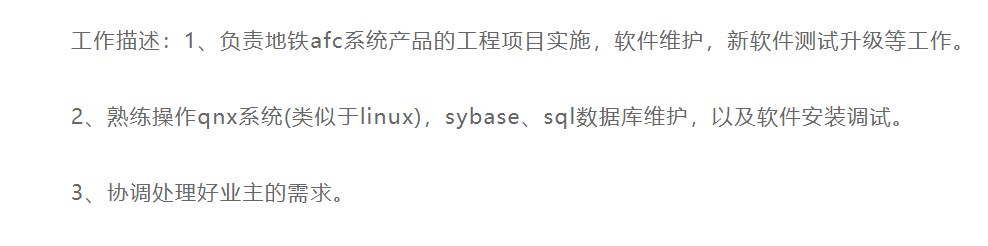 工作描述：1、负责地铁afc系统产品的工程项目实施，软件维护，新软件测试升级等工作。
2、熟练操作qnx系统(类似于linux)，sybase、sql数据库维护，以及软件安装调试。
3、协调处理好业主的需求。